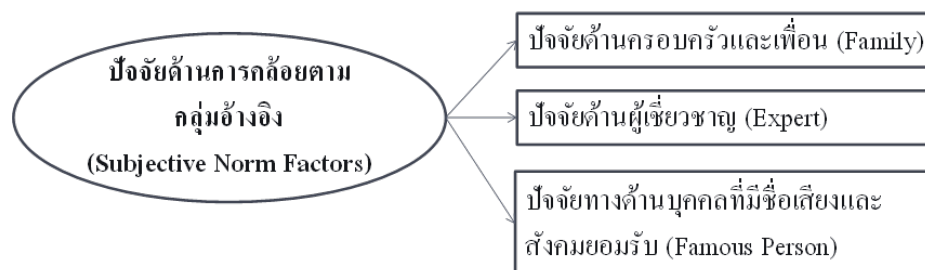 ปัจจัยด้านการคล้อยตาม
กลุ่มอ้างอิง
(Subjective Norm Factors)
ปัจจัยด้านครอบครัวและเพื่อน (Family)
ปัจจัยด้านผู้เชี่ยวชาญ (Expert)
ปัจจัยทางด้านบุคคลที่มีชื่อเสียงและ
สังคมยอมรับ (Famous Person)